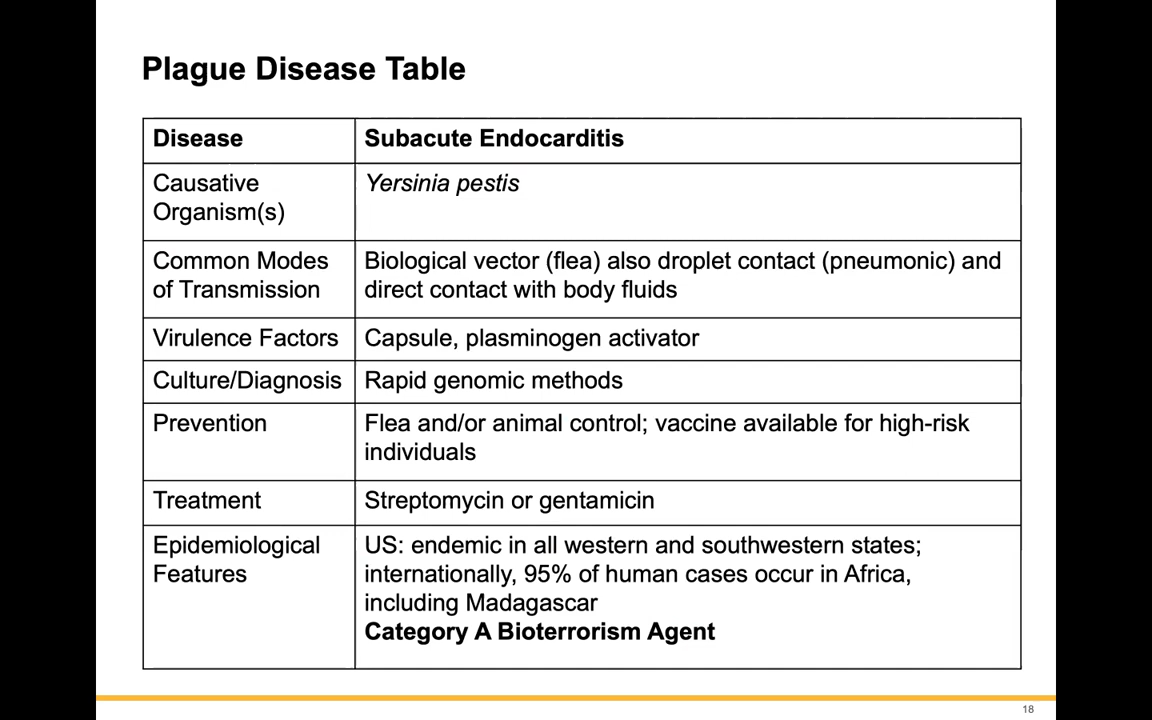 Plague Disease Table
Disease
Subacute Endocarditis
Causative
Organism(s)
Yersinia pestis
Common Modes
of Transmission
Biological vector (flea) also droplet contact (pneumonic) and
direct contact with body fluids
Virulence Factors
Capsule, plasminogen activator
Culture/Diagnosis
Rapid genomic methods
Prevention
Flea and/or animal control; vaccine available for high-risk
individuals
Treatment
Streptomycin or gentamicin
Epidemiological
Features
US: endemic in all western and southwestern states;
internationally, 95% of human cases occur in Africa,
including Madagascar
Category A Bioterrorism Agent
18